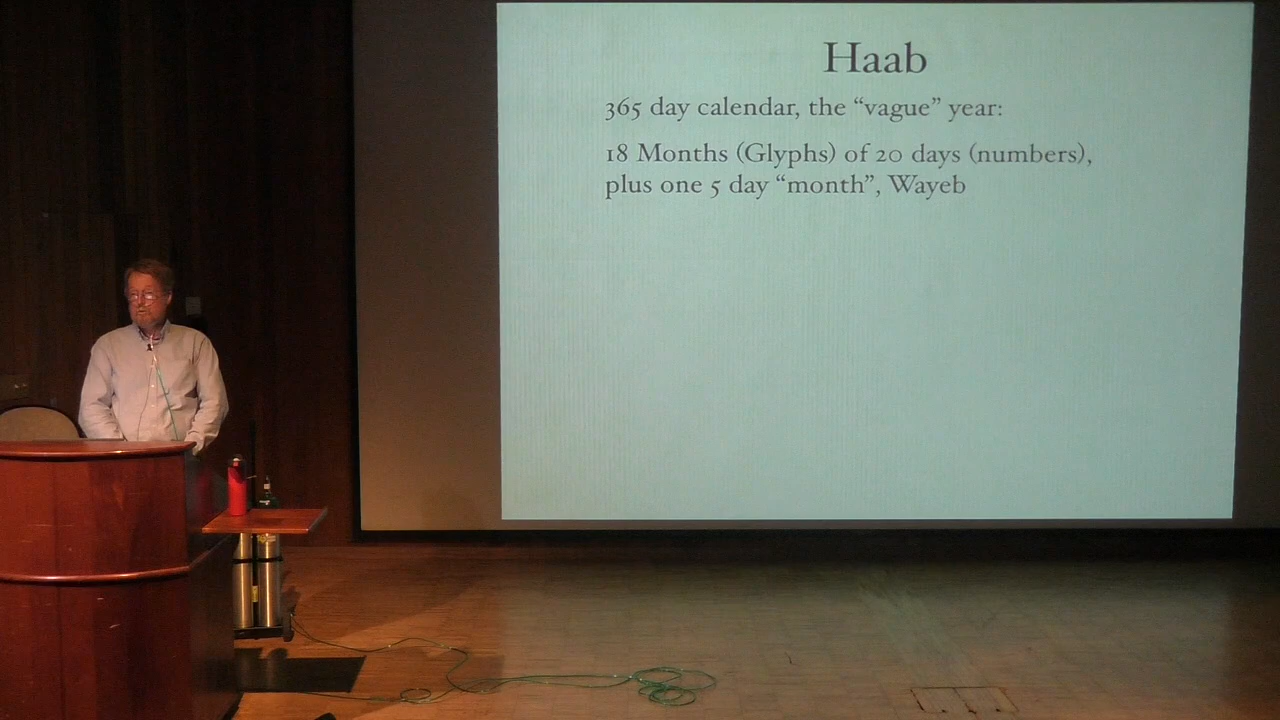 Haab
365 day calendar, the “vague” year:
18 Months (Glyphs) of 20 days (numbers),
plus one 5 day “month”, Wayeb